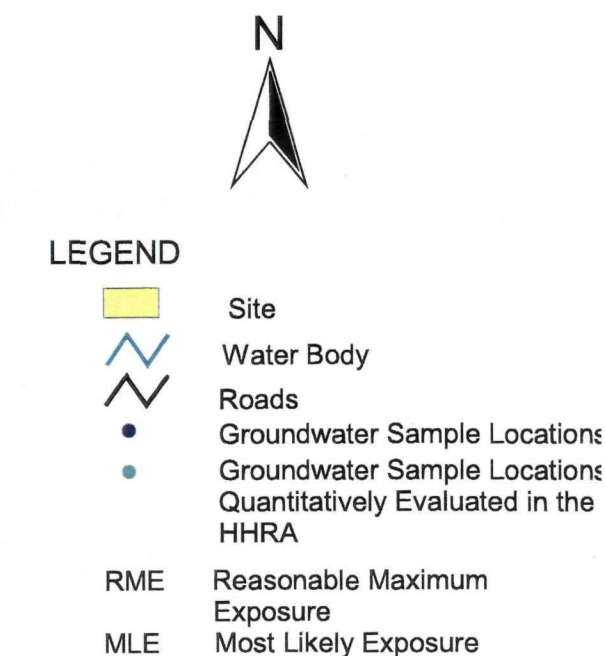 N
LEGEND
Site
Water Body
Roads
Groundwater Sample Locations
Groundwater Sample Locations
Quantitatively Evaluated in the
HHRA
RME Reasonable Maximum
Exposure
MLE Most Likely Exposure